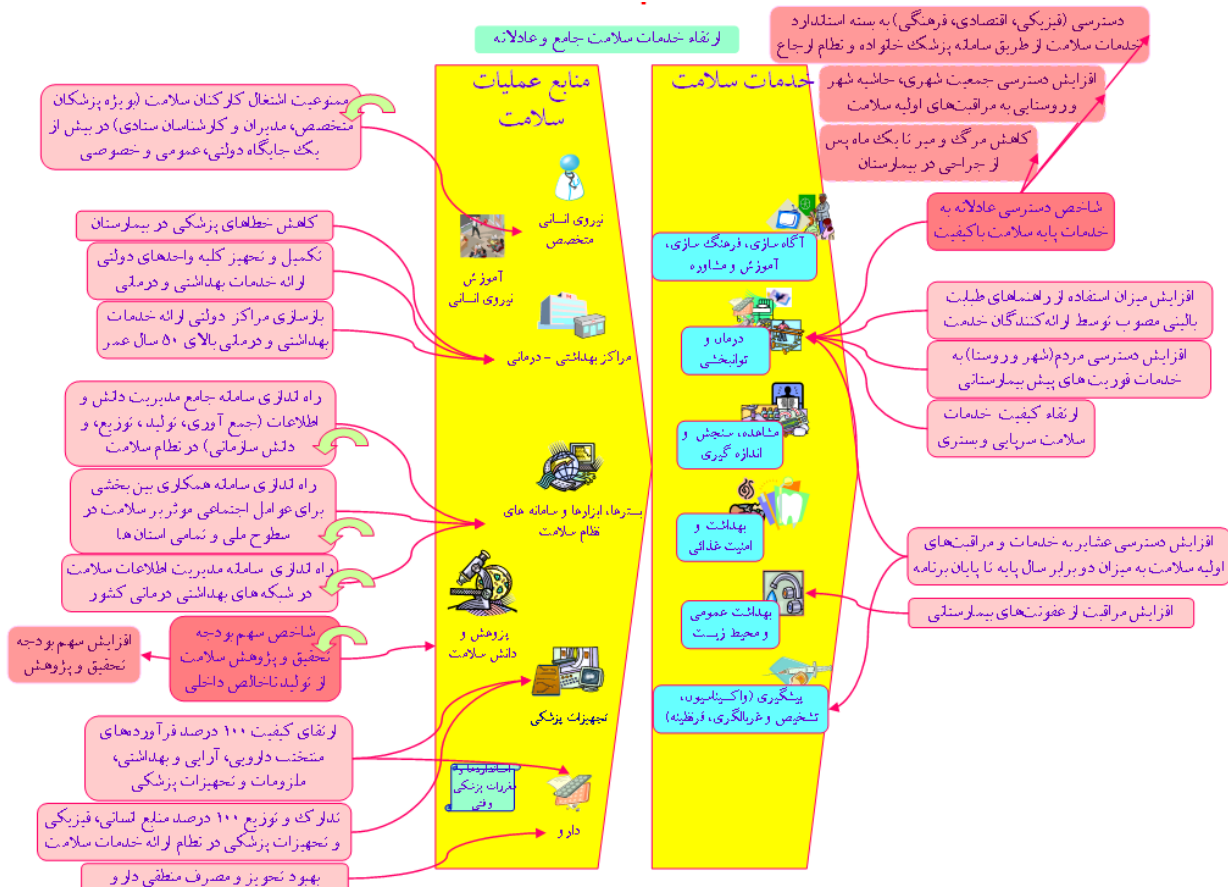 ارتقاء خدمات سلامت جامع و عادلانه
دسترسی (فیزیکی، اقتصادی، فرهنگی) به بسته استاندارد
خدمات سلامت از طریق سامانه پزشک خانواده و نظام ارجاع
افزایش دسترسی جمعیت شهری، حاشیه شهر
و روستایی به مراقبت‌های اولیه سلامت
کاهش مرگ و میر تا یک ماه پس
از جراحی در بیمارستان
شاخص دسترسی عادلانه به
خدمات پایه سلامت باکیفیت
افزایش میزان استفاده از راهنماهای طبابت
بالینی مصوب توسط ارائه‌کنندگان خدمت
افزایش دسترسی مردم(شهر و روستا) به
خدمات فوریت های پیش بیمارستانی
ارتقاء کیفیت خدمات
سلامت سرپایی و بستری
افزایش دسترسی عشایر به خدمات و مراقبت‌های
اولیه سلامت به میزان دو برابر سال پایه تا پایان برنامه
افزایش مراقبت از عفونت‌های بیمارستانی
خدمات سلامت
آگاه سازی، فرهنگ سازی،
آموزش و مشاوره
درمان و
توانبخشی
مشاهده، سنجش و
اندازه گیری
بهداشت و
امنیت غذائی
بهداشت عمومی
و محیط زیست
پیشگیری (واکسیناسیون،
تشخیص و غربالگری، قرنطینه)
منابع عملیات
سلامت
نیروی انسانی
متخصص
آموزش
نیروی انسانی
مراکز بهداشتی - درمانی
بسترها، ابزارها و سامانه های
نظام سلامت
پژوهش و
دانش سلامت
تجهیزات پزشکی
استانداردها و
مقررات پزشکی
و فنی
دارو
ممنوعیت اشتغال کارکنان سلامت (بویژه پزشکان
متخصص، مدیران و کارشناسان ستادی) در بیش از
یک جایگاه دولتی، عمومی و خصوصی
کاهش خطاهای پزشکی در بیمارستان
تکمیل و تجهیز کلیه واحدهای دولتی
ارائه خدمات بهداشتی و درمانی
بازسازی مراکز دولتی ارائه خدمات
بهداشتی و درمانی بالای ۵۰ سال عمر
راه اندازی سامانه جامع مدیریت دانش و
اطلاعات (جمع آوری، تولید، توزیع، و
دانش سازمانی) در نظام سلامت
راه اندازی سامانه همکاری بین بخشی
برای عوامل اجتماعی موثر بر سلامت در
سطوح ملی و تمامی استان ها
راه اندازی سامانه مدیریت اطلاعات سلامت
در شبکه های بهداشتی درمانی کشور
شاخص سهم بودجه
تحقیق و پژوهش سلامت
از تولید ناخالص داخلی
افزایش سهم بودجه
تحقیق و پژوهش
ارتقای کیفیت ۱۰۰ درصد فرآورده‌های
منتخب دارویی، آرایی و بهداشتی،
ملزومات و تجهیزات پزشکی
تدارک و توزیع ۱۰۰ درصد منابع انسانی، فیزیکی
و تجهیزات پزشکی در نظام ارائه خدمات سلامت
بهبود تجویز و مصرف منطقی دارو و